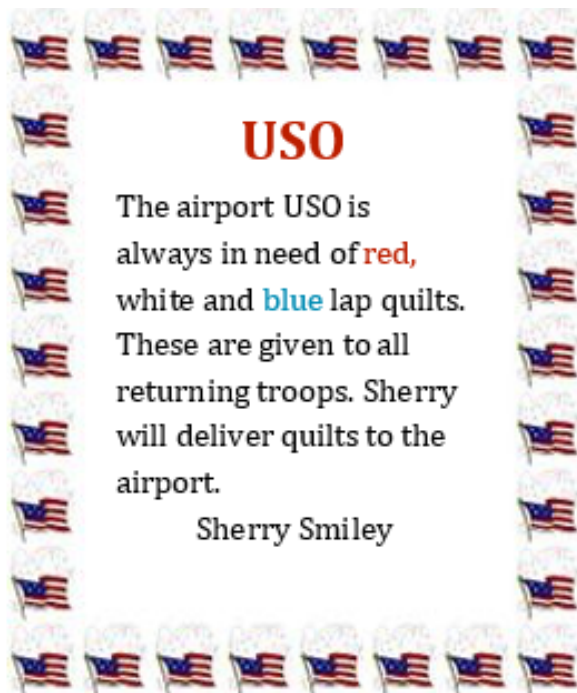 USO
The airport USO is
always in need of red,
white and blue lap quilts.
These are given to all
returning troops. Sherry
will deliver quilts to the
airport.
Sherry Smiley